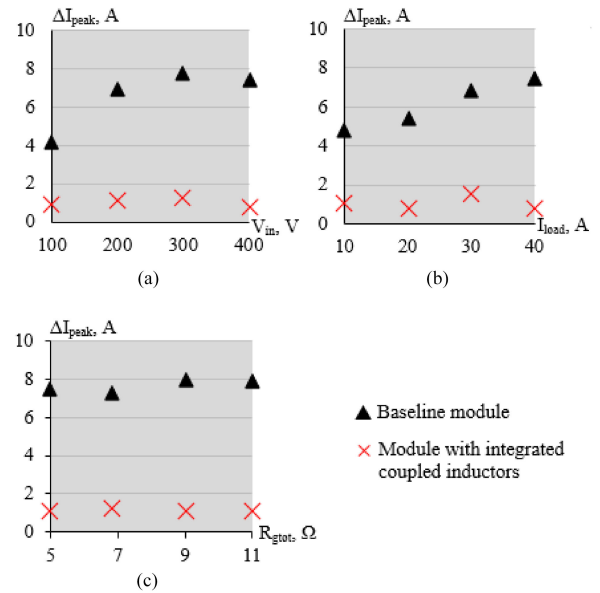 ΔIpeak, A
10
8
6
4
2
0
100 200 300 400
Vin, V
(a)
ΔIpeak, A
10
8
6
4
2
0
10 20 30 40
Iload, A
(b)
ΔIpeak, A
10
8
6
4
2
0
5 7 9 11
Rgtot, Ω
(c)
Baseline module
Module with integrated
coupled inductors